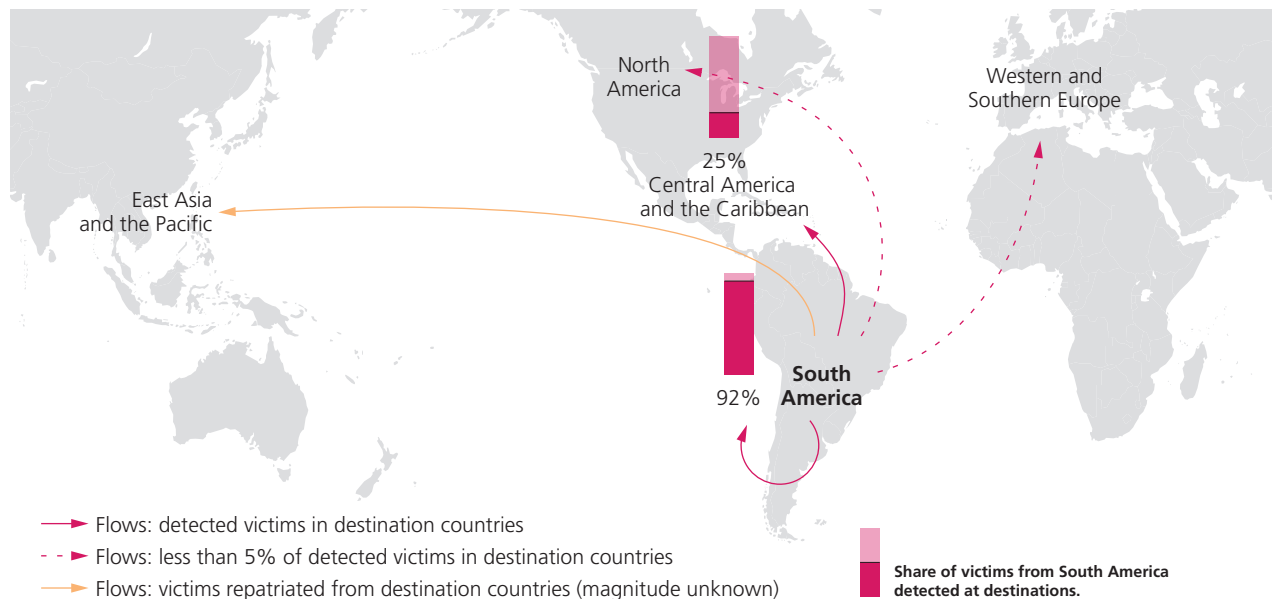 North
America
Western and
Southern Europe
25%
Central America
and the Caribbean
East Asia
and the Pacific
92%
South
America
Flows: detected victims in destination countries
Flows: less than 5% of detected victims in destination countries
Flows: victims repatriated from destination countries (magnitude unknown)
Share of victims from South America
detected at destinations.